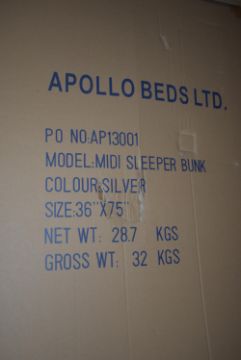 APOLLO BEDS LTD.
PO NO:AP13001
MODEL:MIDI SLEEPER BUNK
COLOUR:SILVER
SIZE:36"X75"
NET WT: 28.7 KGS
GROSS WT: 32 KGS